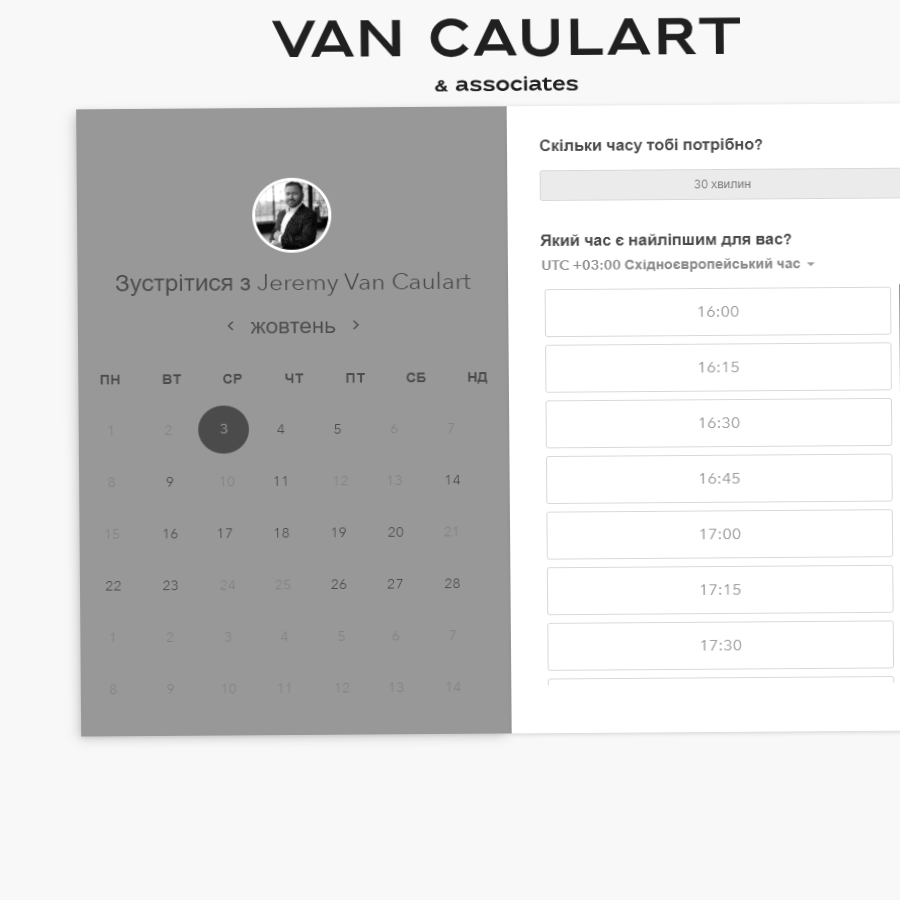 VAN CAULART
& associates
Зустрітися з Jeremy Van Caulart
жовтень
ПН ВТ СР ЧТ ПТ СБ НД
1 2 3 4 5 6 7
8 9 10 11 12 13 14
15 16 17 18 19 20 21
22 23 24 25 26 27 28
1 2 3 4 5 6 7
8 9 10 11 12 13 14
Скільки часу тобі потрібно?
30 хвилин
Який час є найліпшим для вас?
UTC +03:00 Східноєвропейський час
16:00
16:15
16:30
16:45
17:00
17:15
17:30